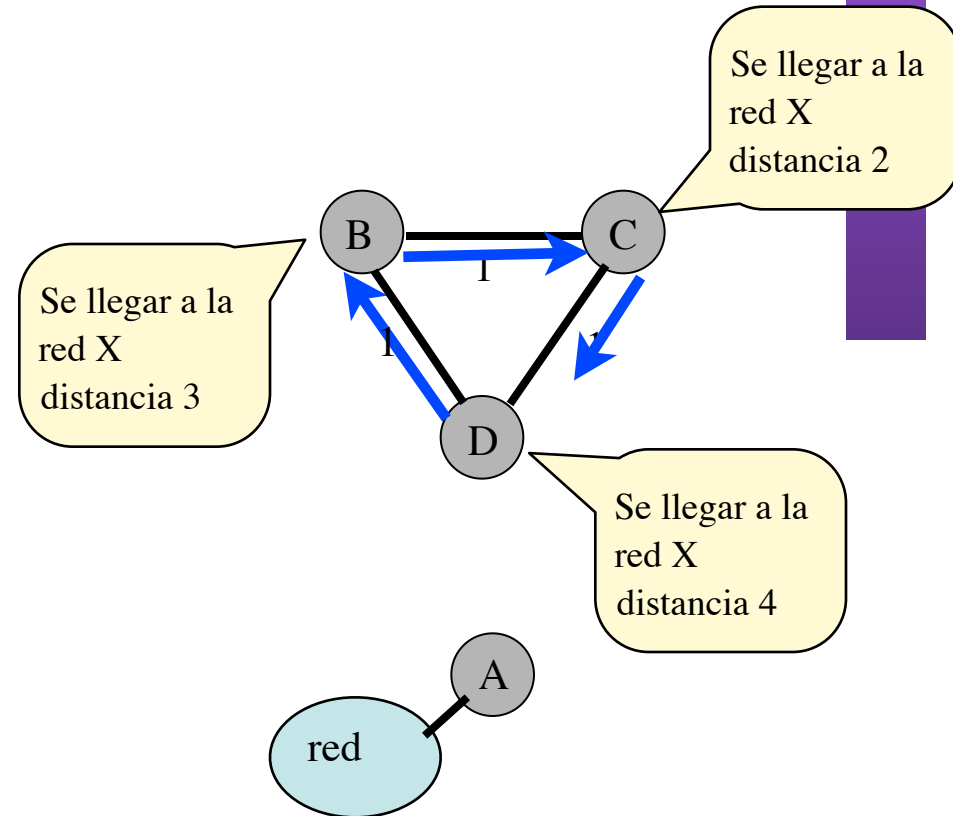 Se llegar a la
red X
distancia 2
B
C
1
Se llegar a la
red X
distancia 3
1
1
D
Se llegar a la
red X
distancia 4
A
red